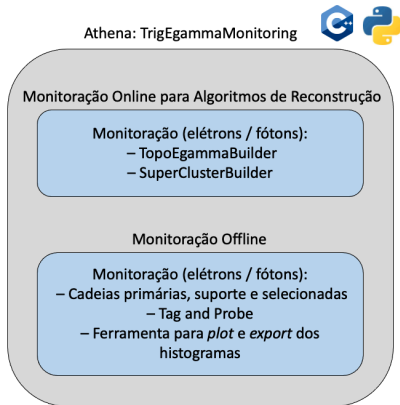 Athena: TrigEgammaMonitoring
C++
Monitoração Online para Algoritmos de Reconstrução
Monitoração (elétrons / fótons):
– TopoEgammaBuilder
– SuperClusterBuilder
Monitoração Offline
Monitoração (elétrons / fótons):
– Cadeias primárias, suporte e selecionadas
– Tag and Probe
– Ferramenta para plot e export dos
histogramas